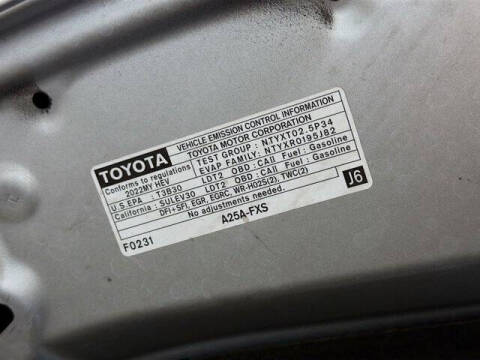 TOYOTA
VEHICLE EMISSION CONTROL INFORMATION
TOYOTA MOTOR CORPORATION
TEST GROUP : NTYXT02.5P34
EVAP FAMILY: NTYXR0195JB2
Conforms to regulations
2022MY HEV
U S EPA : T3B30 LDT2 OBD :CAII Fuel : Gasoline
California : SULEV30 LDT2 OBD :CAII Fuel : Gasoline
DFI+SFI, EGR, EGRC, WR-HO2S(2), TWC(2)
No adjustments needed.
F0231
A25A-FXS
J6